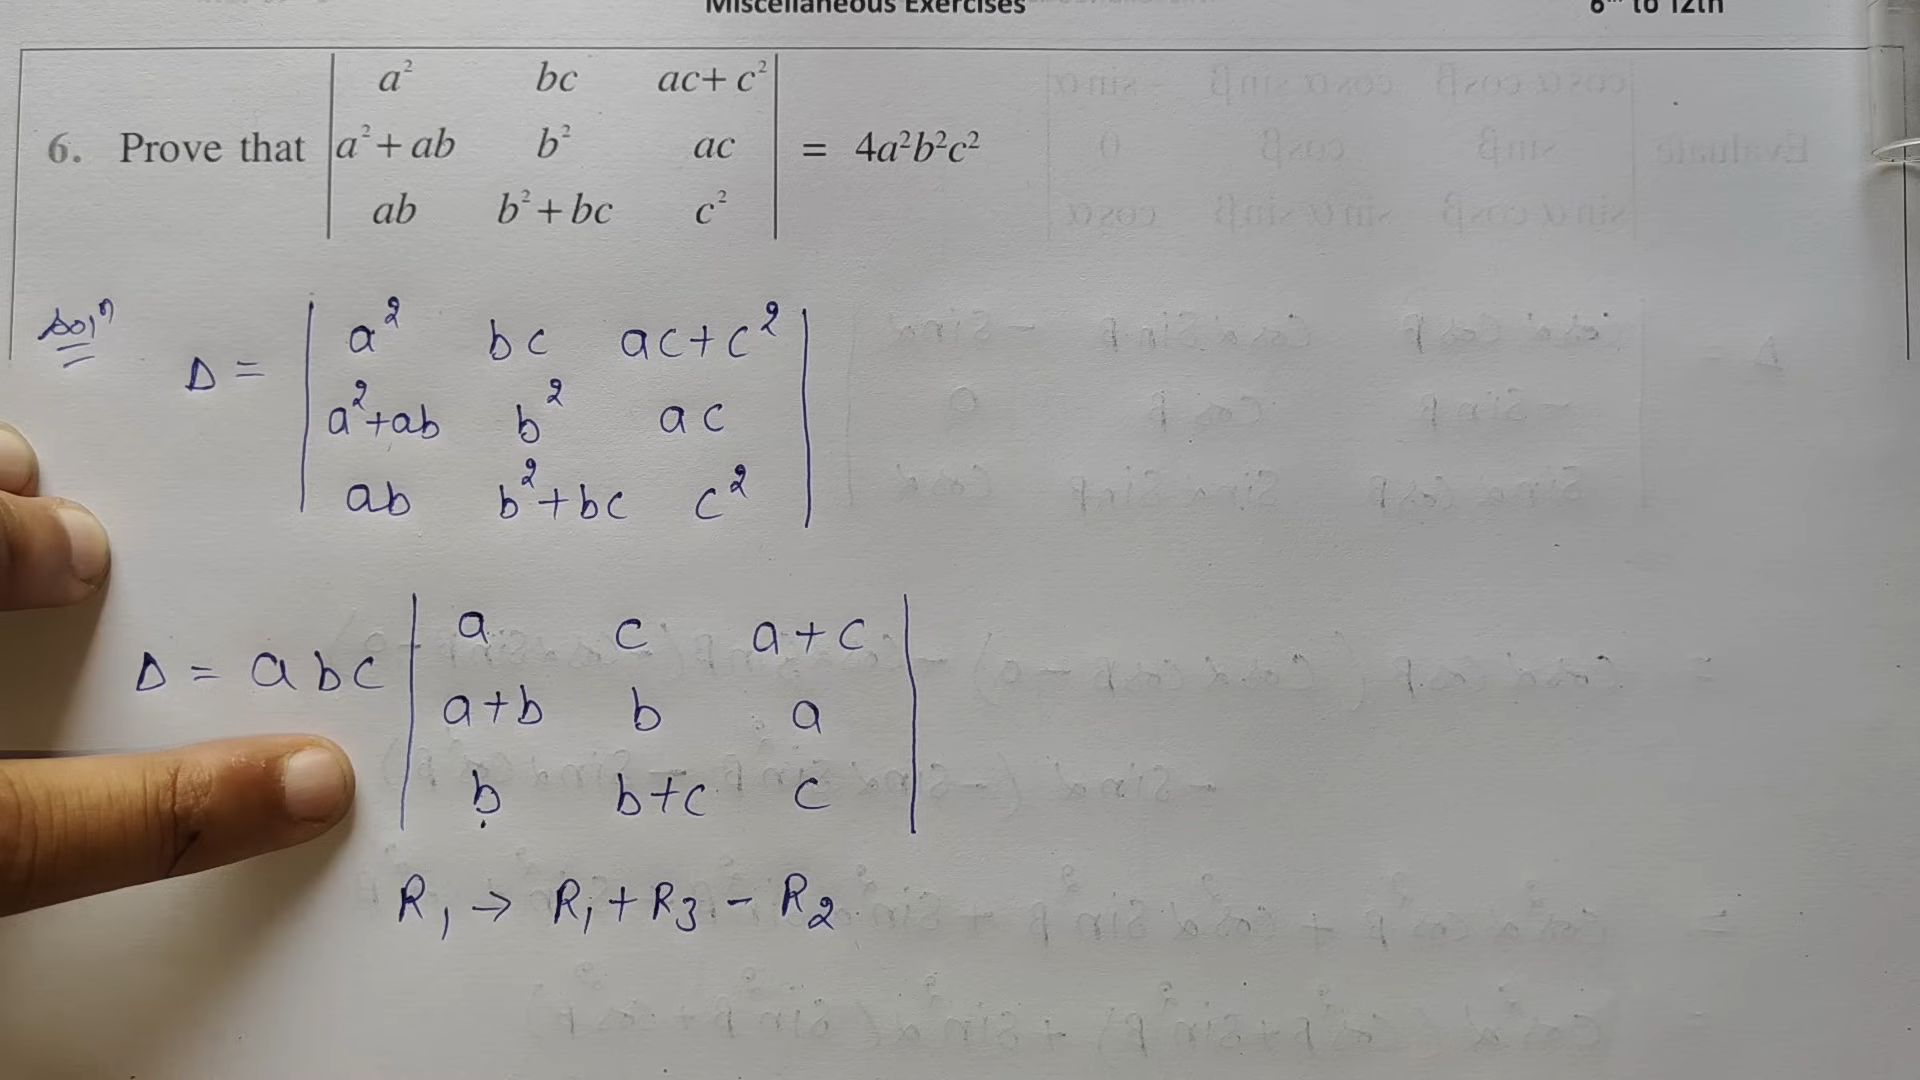 Miscellaneous Exercises 6th to 12th
a² bc ac+ c²
6. Prove that a² + ab b² ac = 4a²b²c²
ab b² + bc c²
Solⁿ
a² bc ac+c²
Δ =
a²+ab b² ac
ab b²+bc c²
a c a+c
Δ = abc
a+b b a
b b+c c
R₁ → R₁ + R₃ - R₂